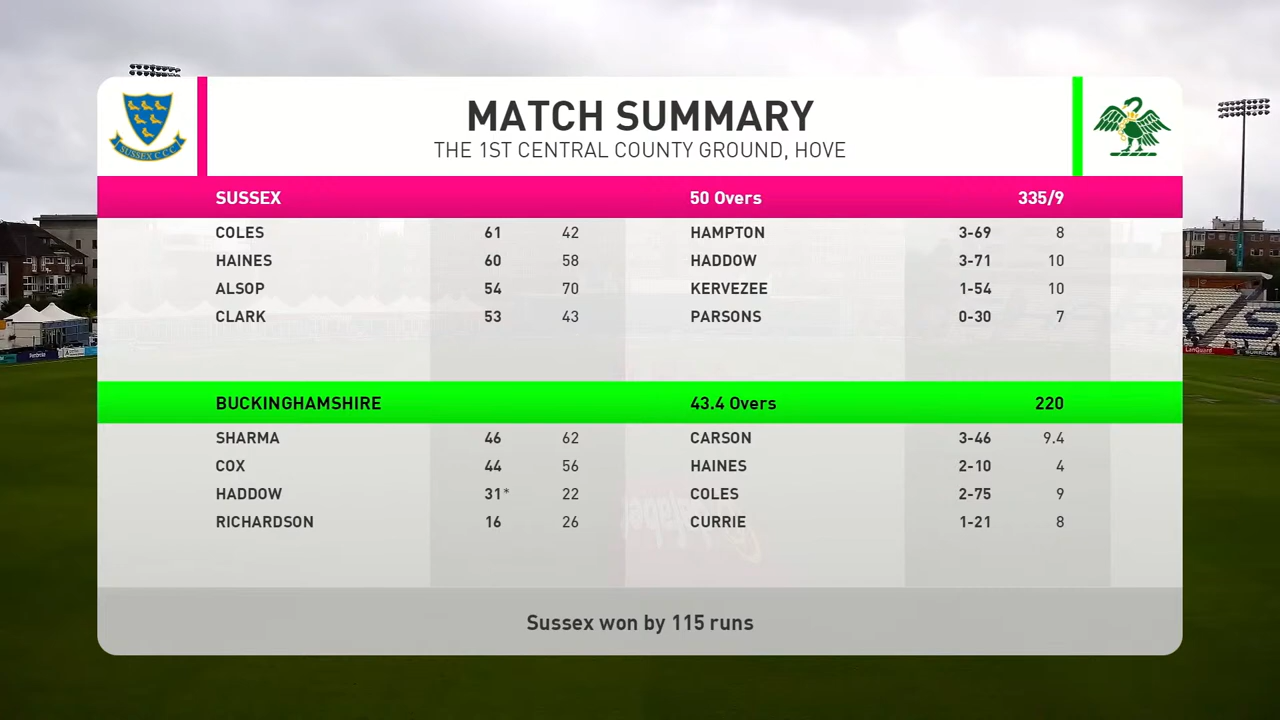 MATCH SUMMARY
THE 1ST CENTRAL COUNTY GROUND, HOVE
SUSSEX C.C.C.
SUSSEX 50 Overs 335/9
COLES 61 42 HAMPTON 3-69 8
HAINES 60 58 HADDOW 3-71 10
ALSOP 54 70 KERVEZEE 1-54 10
CLARK 53 43 PARSONS 0-30 7
BUCKINGHAMSHIRE 43.4 Overs 220
SHARMA 46 62 CARSON 3-46 9.4
COX 44 56 HAINES 2-10 4
HADDOW 31* 22 COLES 2-75 9
RICHARDSON 16 26 CURRIE 1-21 8
Sussex won by 115 runs